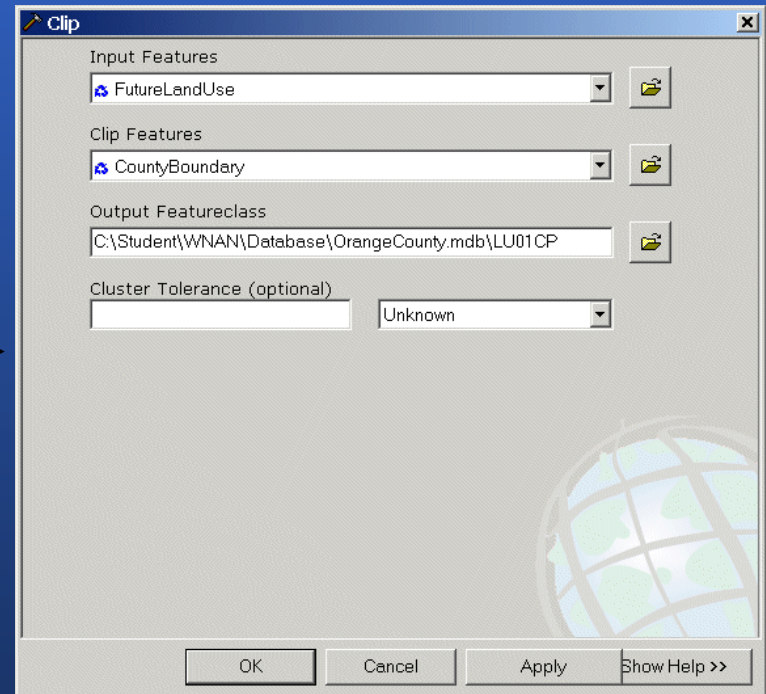 Clip
Input Features
FutureLandUse
Clip Features
CountyBoundary
Output Featureclass
C:\Student\WNAN\Database\OrangeCounty.mdb\LU01CP
Cluster Tolerance (optional)
Unknown
OK Cancel Apply Show Help >>